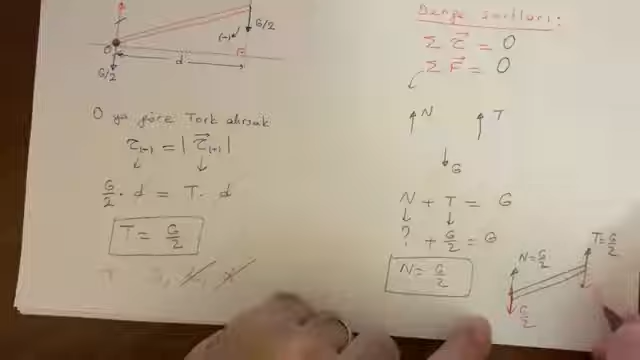 G/2
(-)
O
d
G/2
O ya göre Tork alırsak
τ(-) = |τ⃗(+)|
G/2 . d = T . d
T = G/2
Denge şartları:
Σ τ⃗ = 0
Σ F⃗ = 0
N T
G
N + T = G
? + G/2 = G
N = G/2
N = G/2
T = G/2
G/2